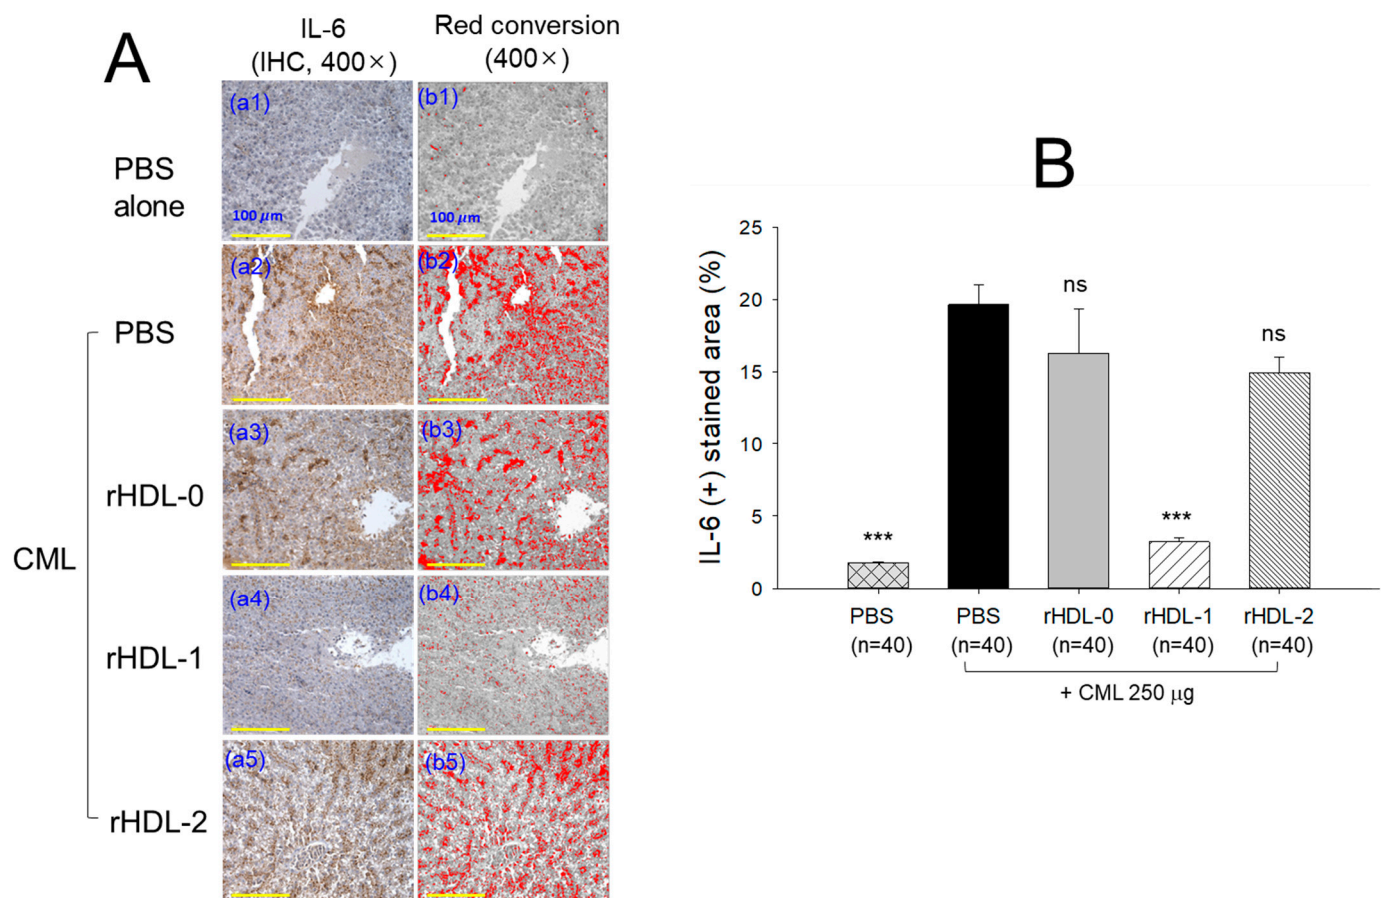 A
IL-6
(IHC, 400×)
Red conversion
(400×)
PBS
alone
(a1)
100 μm
(b1)
100 μm
CML
PBS
(a2)
(b2)
rHDL-0
(a3)
(b3)
rHDL-1
(a4)
(b4)
rHDL-2
(a5)
(b5)
B
IL-6 (+) stained area (%)
25
20
15
10
5
0
***
ns
***
ns
PBS
(n=40)
PBS
(n=40)
rHDL-0
(n=40)
rHDL-1
(n=40)
rHDL-2
(n=40)
+ CML 250 μg